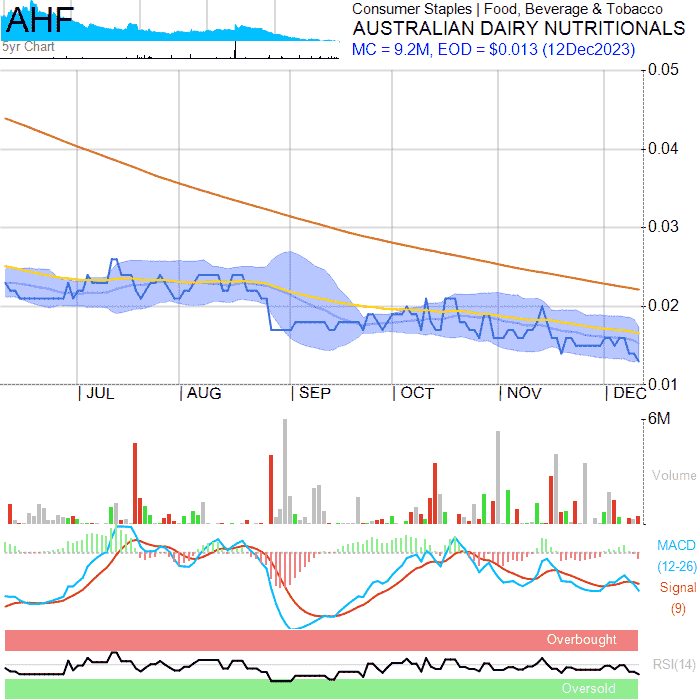 AHF
5yr Chart
Consumer Staples | Food, Beverage & Tobacco
AUSTRALIAN DAIRY NUTRITIONALS
MC = 9.2M, EOD = $0.013 (12Dec2023)
0.05
0.04
0.03
0.02
0.01
JUL AUG SEP OCT NOV DEC
6M
Volume
MACD
(12-26)
Signal
(9)
Overbought
RSI(14)
Oversold